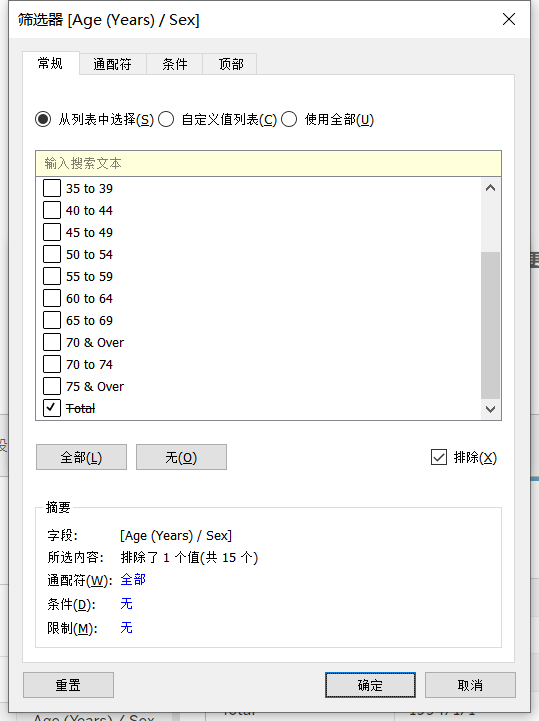 筛选器 [Age (Years) / Sex]
常规 通配符 条件 顶部
从列表中选择(S) 自定义值列表(C) 使用全部(U)
输入搜索文本
35 to 39
40 to 44
45 to 49
50 to 54
55 to 59
60 to 64
65 to 69
70 & Over
70 to 74
75 & Over
Total
全部(L) 无(O) 排除(X)
摘要
字段: [Age (Years) / Sex]
所选内容: 排除了 1 个值(共 15 个)
通配符(W): 全部
条件(D): 无
限制(M): 无
重置 确定 取消